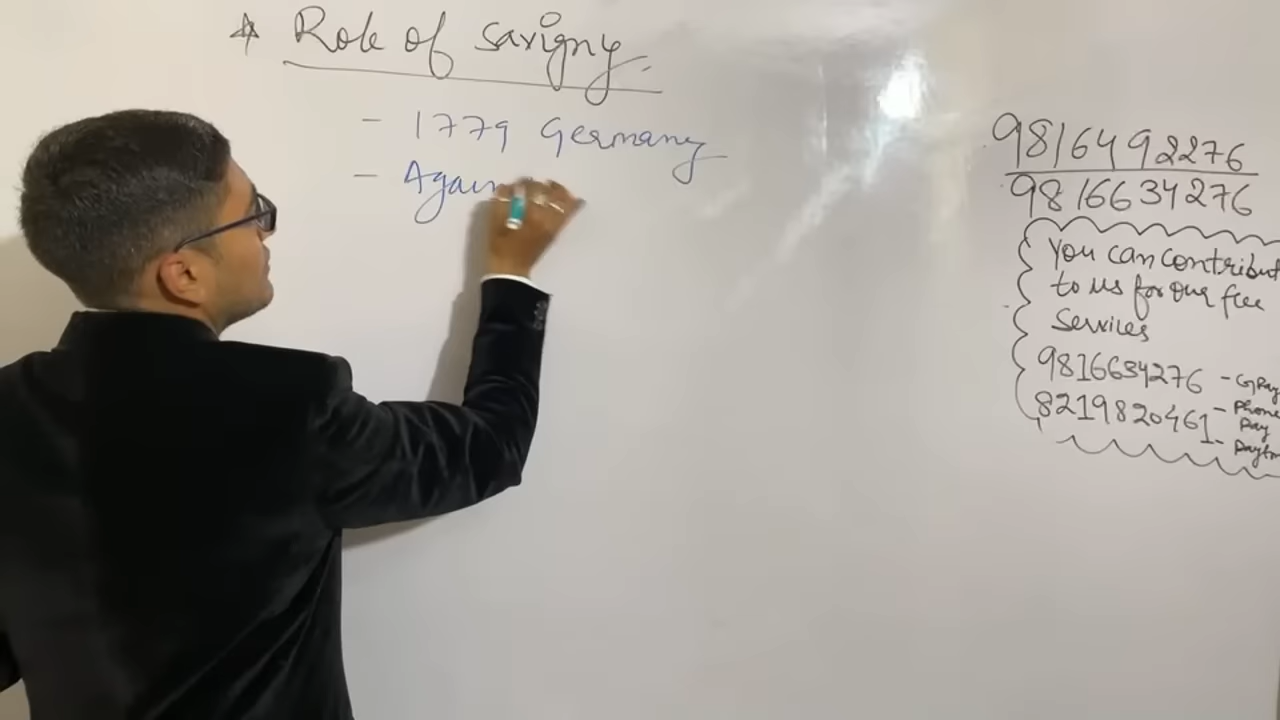 ☆ Role of Savigny.
- 1779 Germany
- Again
9816492276
9816634276
You can contribut
to us for our free
Services
9816634276 - GPay
8219820461 - Phone
Pay
- Paytm